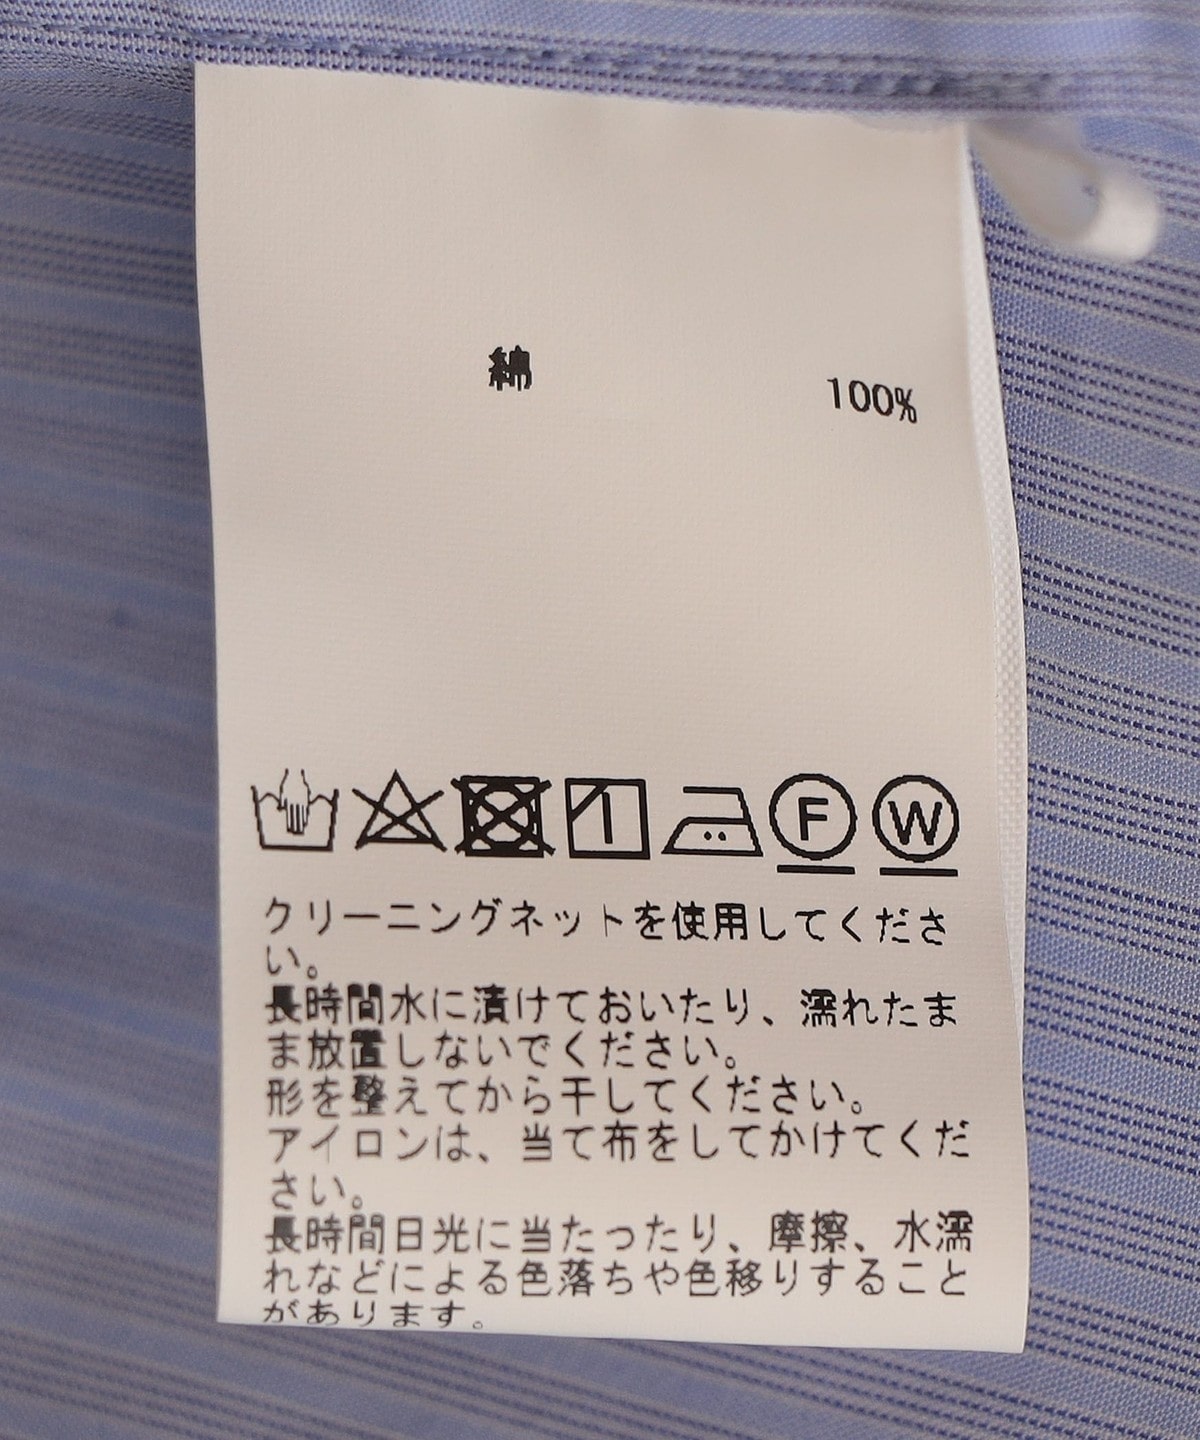 綿 100%
F W
クリーニングネットを使用してくださ
い。
長時間水に漬けておいたり、濡れたま
ま放置しないでください。
形を整えてから干してください。
アイロンは、当て布をしてかけてくだ
さい。
長時間日光に当たったり、摩擦、水濡
れなどによる色落ちや色移りすること
があります。